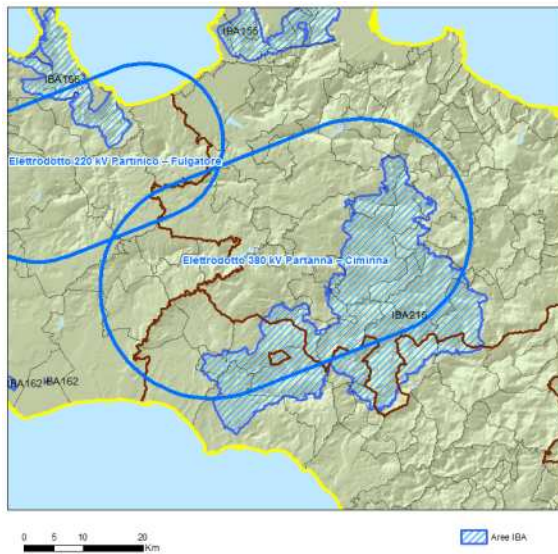 IBA155
IBA156
Elettrodotto 220 kV Partinico – Fulgatore
Elettrodotto 380 kV Partanna – Ciminna
IBA215
IBA162 IBA162
0 5 10 20
Km
Aree IBA